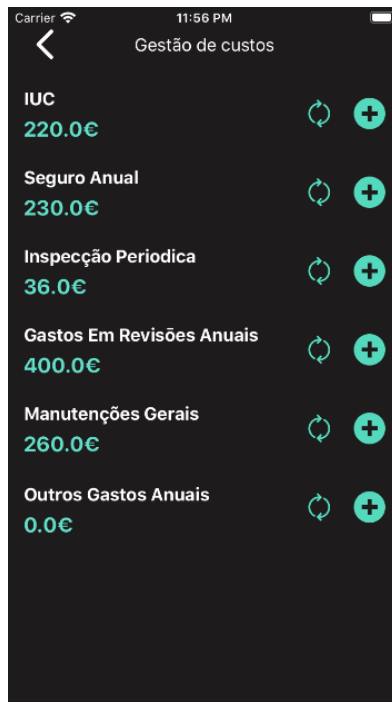 Carrier 11:56 PM
Gestão de custos
IUC
220.0€
Seguro Anual
230.0€
Inspecção Periodica
36.0€
Gastos Em Revisões Anuais
400.0€
Manutenções Gerais
260.0€
Outros Gastos Anuais
0.0€